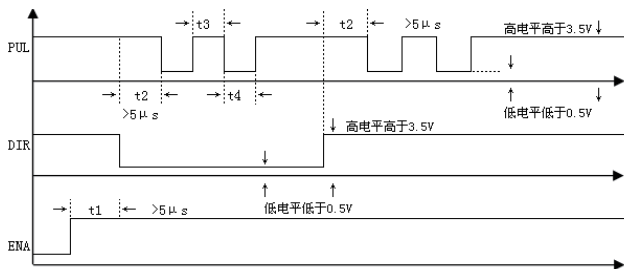 t3 t2 >5μs 高电平高于3.5V
PUL
t2 t4
>5μs 低电平低于0.5V
高电平高于3.5V
DIR
t1 >5μs 低电平低于0.5V
ENA